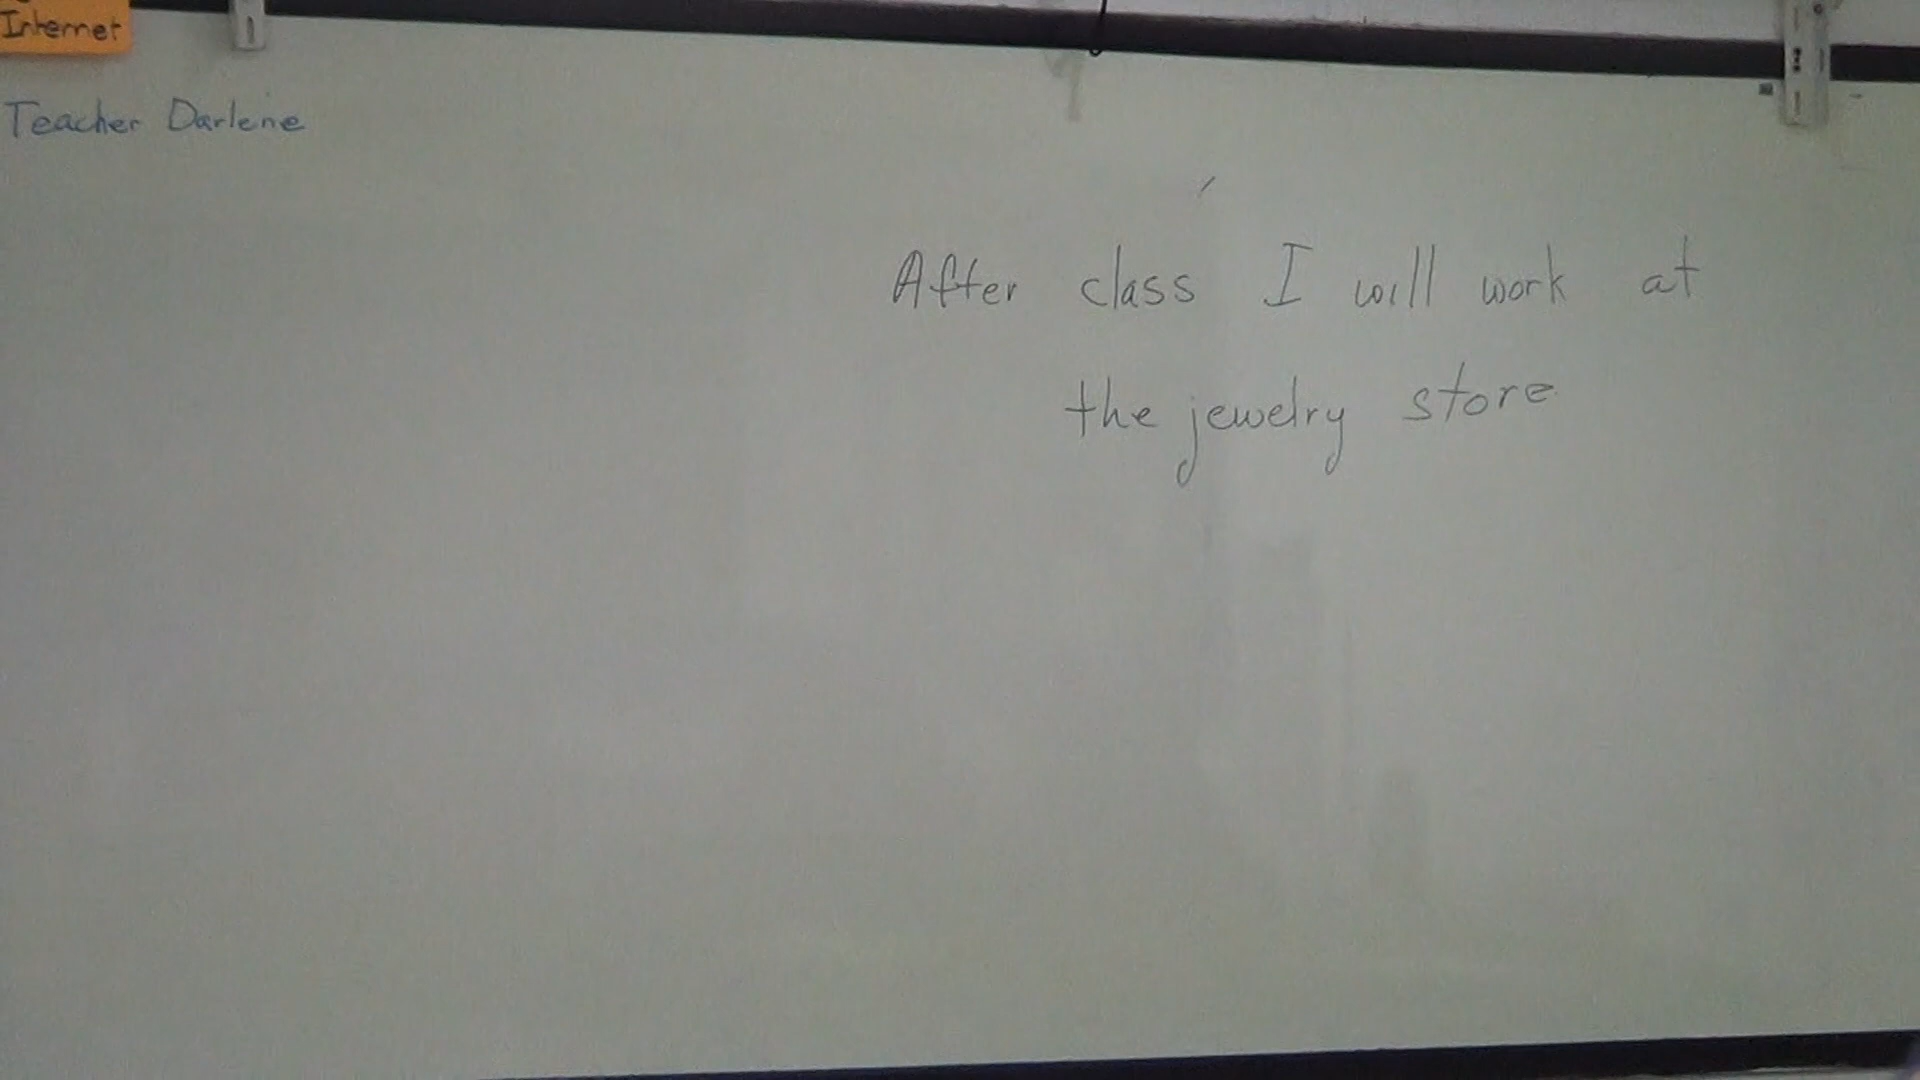 Internet
Teacher Darlene
After class I will work at
the jewelry store